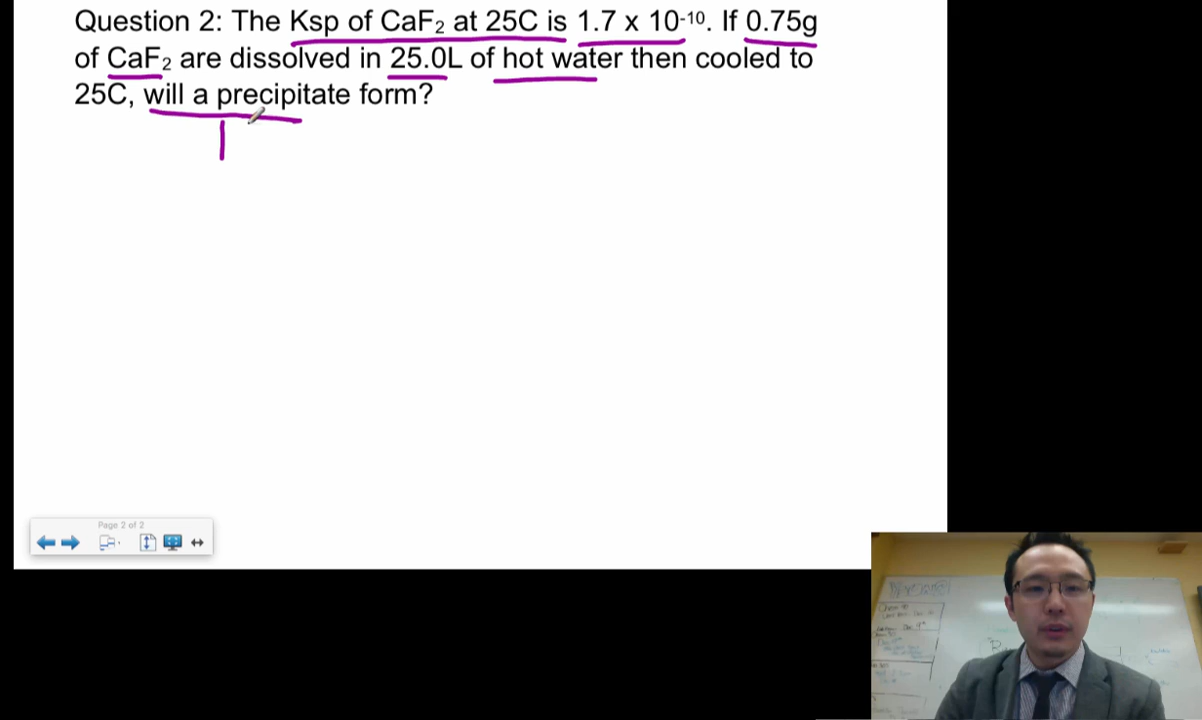 Question 2: The Ksp of CaF₂ at 25C is 1.7 x 10⁻¹⁰. If 0.75g
of CaF₂ are dissolved in 25.0L of hot water then cooled to
25C, will a precipitate form?
Page 2 of 2